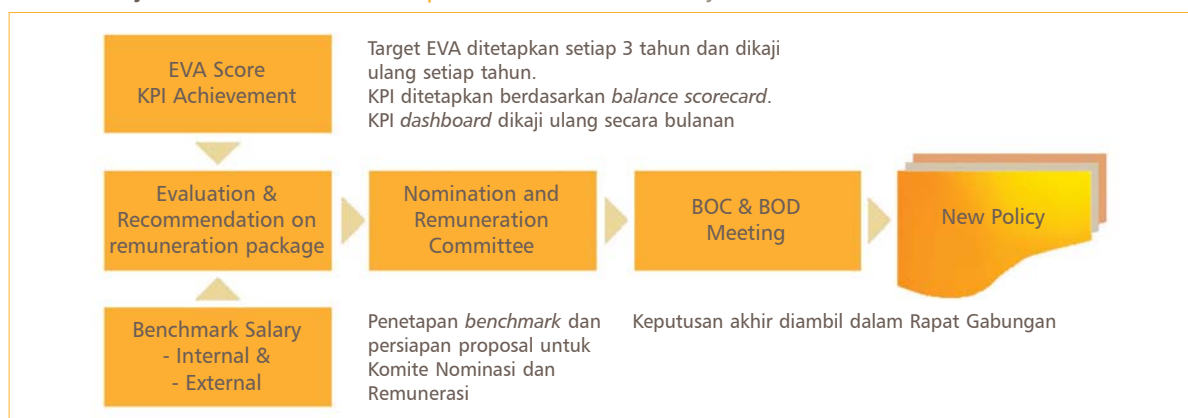 EVA Score
KPI Achievement
Target EVA ditetapkan setiap 3 tahun dan dikaji
ulang setiap tahun.
KPI ditetapkan berdasarkan balance scorecard.
KPI dashboard dikaji ulang secara bulanan
Evaluation &
Recommendation on
remuneration package
Nomination and
Remuneration
Committee
BOC & BOD
Meeting
New Policy
Benchmark Salary
- Internal &
- External
Penetapan benchmark dan
persiapan proposal untuk
Komite Nominasi dan
Remunerasi
Keputusan akhir diambil dalam Rapat Gabungan